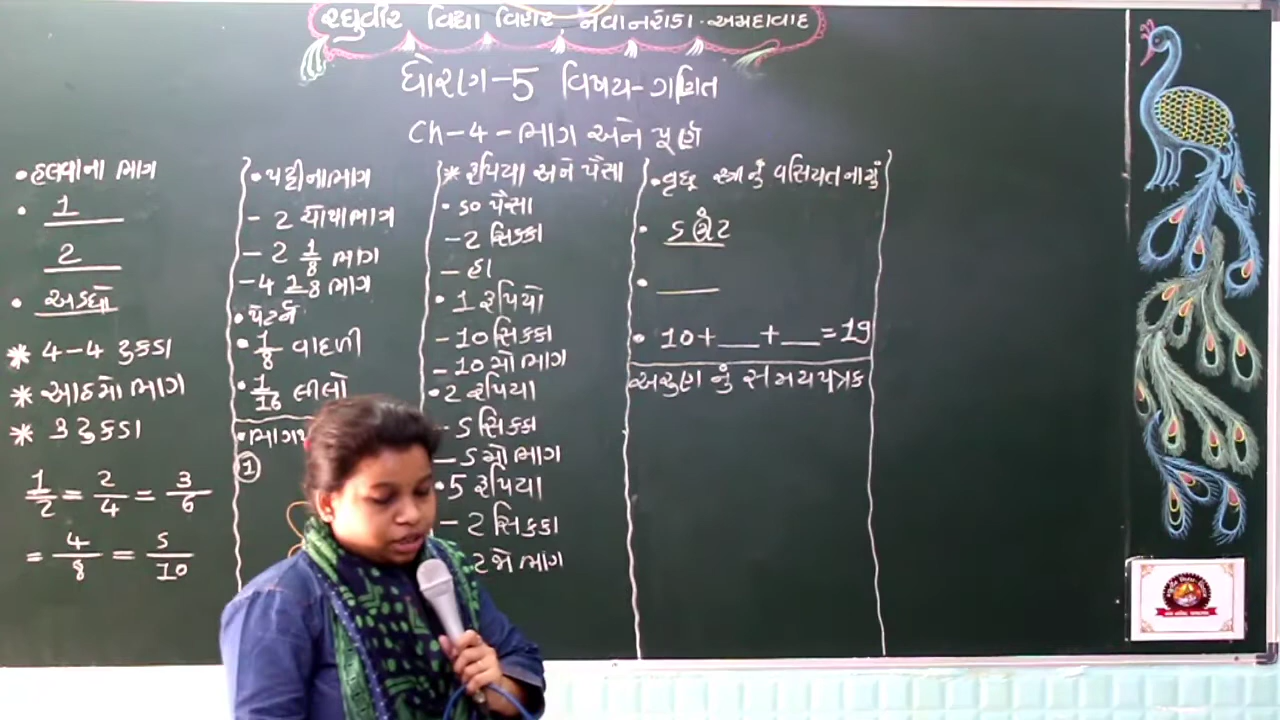 રઘુવીર વિદ્યા વિહાર, નવાનરોડા. અમદાવાદ
ધોરણ-5 વિષય-ગણિત
Ch-4-ભાગ અને પૂર્ણ
•હલવાના ભાગ
• 1
2
• અડધો
* 4-4 ટુકડા
* આઠમો ભાગ
* 3 ટુકડા
1/2 = 2/4 = 3/6
= 4/8 = 5/10
•પટ્ટીના ભાગ
- 2 ચોથા ભાગ
- 2 1/8 ભાગ
- 4 1/8 ભાગ
•પેટર્ન
• 1/8 વાદળી
• 1/16 લીલો
1
* રૂપિયા અને પૈસા
• 50 પૈસા
- 2 સિક્કા
- હા
• 1 રૂપિયો
- 10 સિક્કા
- 10 મો ભાગ
• 2 રૂપિયા
- 5 સિક્કા
- 5 મો ભાગ
• 5 રૂપિયા
- 2 સિક્કા
2 જો ભાગ
•વૃદ્ધ સ્ત્રીનું વસિયતનામું
• 5 ઊંટ
• ____
• 10+___+___=19
અરુણ નું સમયપત્રક